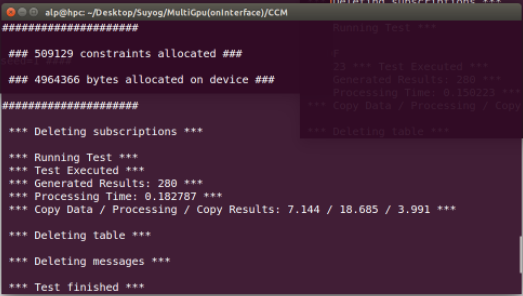 alp@hpc: ~/Desktop/Suyog/MultiGpu(onInterface)/CCM
#####################
### 509129 constraints allocated ###
### 4964366 bytes allocated on device ###
#####################
*** Deleting subscriptions ***
*** Running Test ***
*** Test Executed ***
*** Generated Results: 280 ***
*** Processing Time: 0.182787 ***
*** Copy Data / Processing / Copy Results: 7.144 / 18.685 / 3.991 ***
*** Deleting table ***
*** Deleting messages ***
*** Test finished ***
Deleting subscriptions
Running Test
F
23 *** Test Executed ***
Generated Results: 280 ***
Processing Time: 0.150223 ***
*** Copy Data / Processing / Copy
*** Deleting table ***